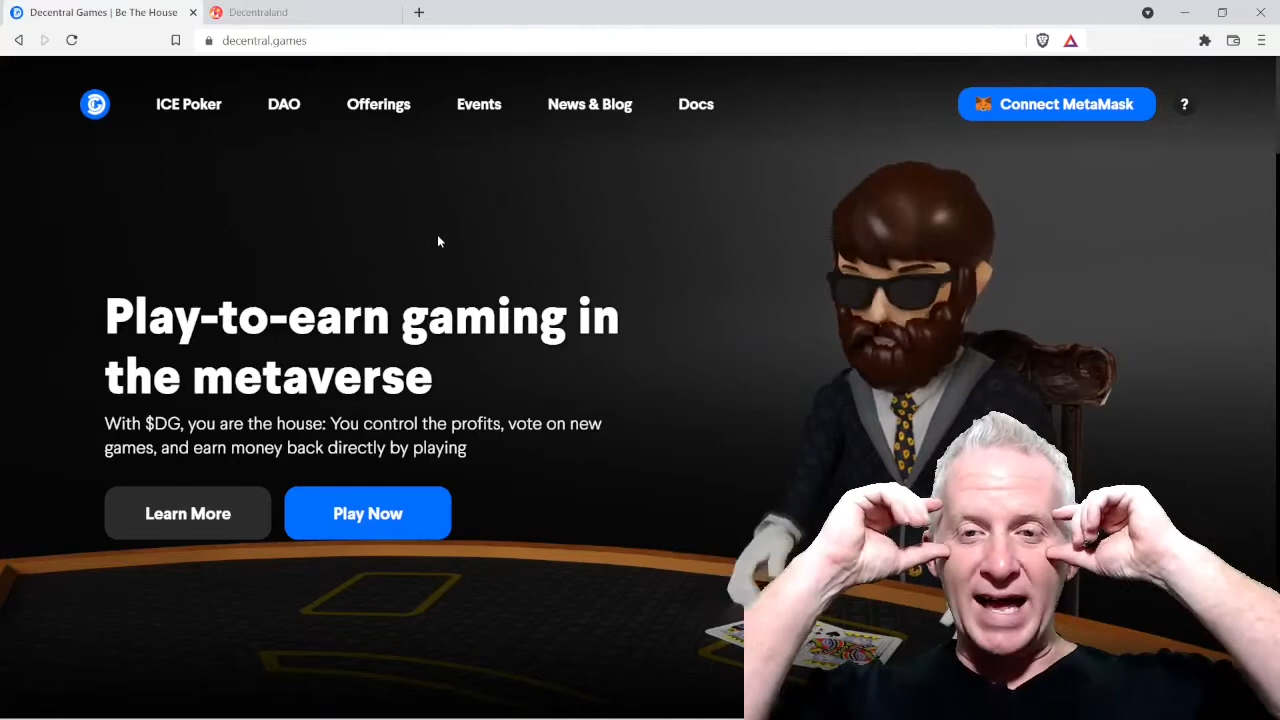 Decentral Games | Be The House
Decentraland
decentral.games
ICE Poker
DAO
Offerings
Events
News & Blog
Docs
Connect MetaMask
?
Play-to-earn gaming in
the metaverse
With $DG, you are the house: You control the profits, vote on new
games, and earn money back directly by playing
Learn More
Play Now